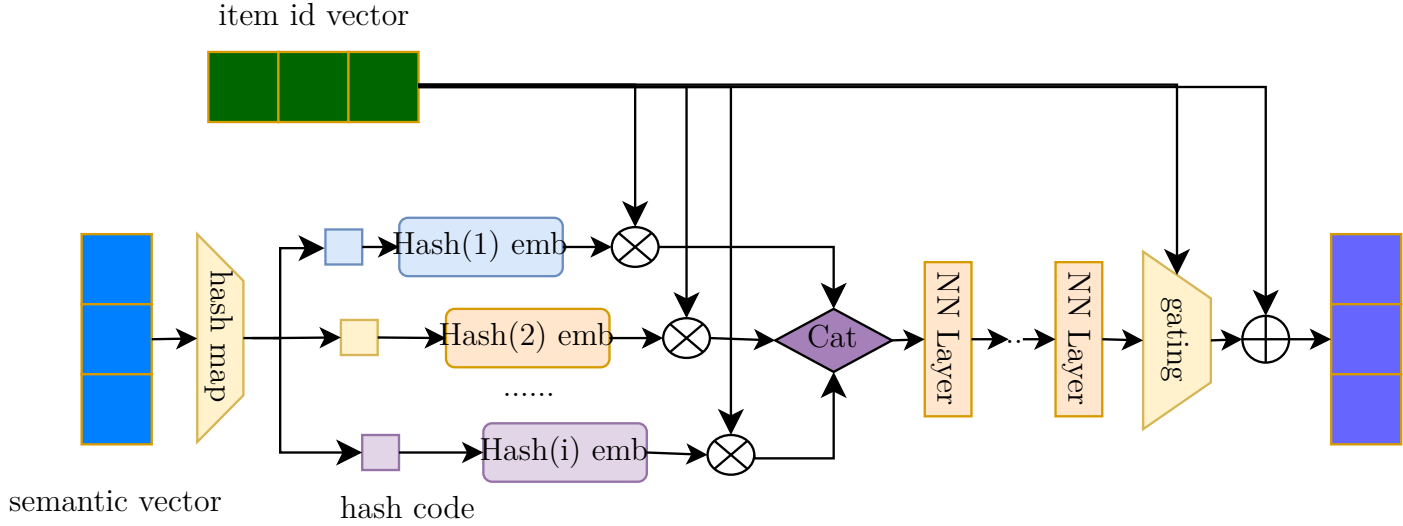 item id vector
hash map
Hash(1) emb
Hash(2) emb
......
Hash(i) emb
Cat
NN Layer
..
NN Layer
gating
semantic vector
hash code